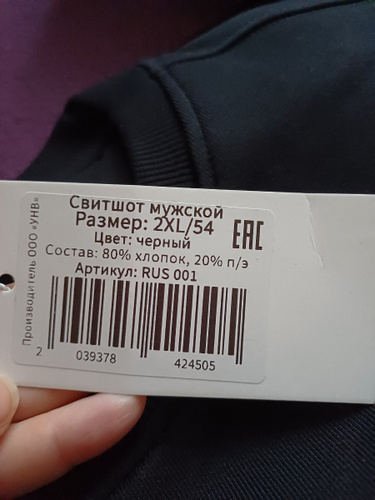 Свитшот мужской
Размер: 2XL/54
Цвет: черный
Состав: 80% хлопок, 20% п/э
Артикул: RUS 001
EAC
Производитель ООО «УНВ»
2 039378 424505